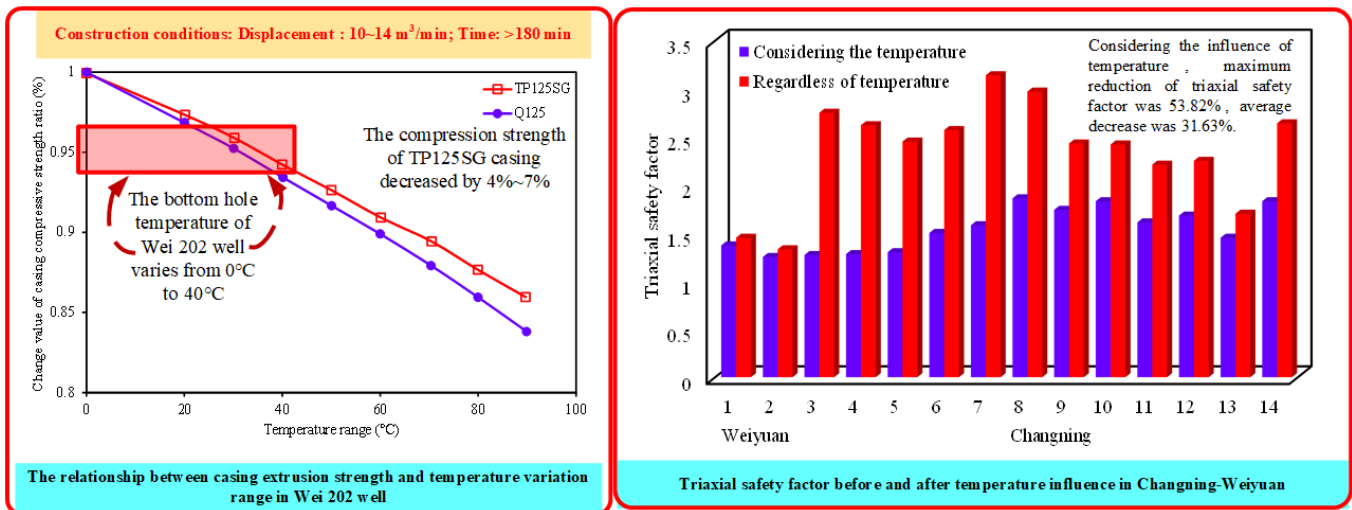 Construction conditions: Displacement : 10~14 m³/min; Time: >180 min
Change value of casing compressive strength ratio (%)
1
0.95
0.9
0.85
0.8
TP125SG
Q125
The compression strength
of TP125SG casing
decreased by 4%~7%
The bottom hole
temperature of
Wei 202 well
varies from 0°C
to 40°C
0 20 40 60 80 100
Temperature range (°C)
The relationship between casing extrusion strength and temperature variation
range in Wei 202 well
Triaxial safety factor
3.5
3
2.5
2
1.5
1
0.5
0
Considering the temperature
Regardless of temperature
Considering the influence of
temperature , maximum
reduction of triaxial safety
factor was 53.82% , average
decrease was 31.63%.
1 2 3 4 5 6 7 8 9 10 11 12 13 14
Weiyuan Changning
Triaxial safety factor before and after temperature influence in Changning-Weiyuan